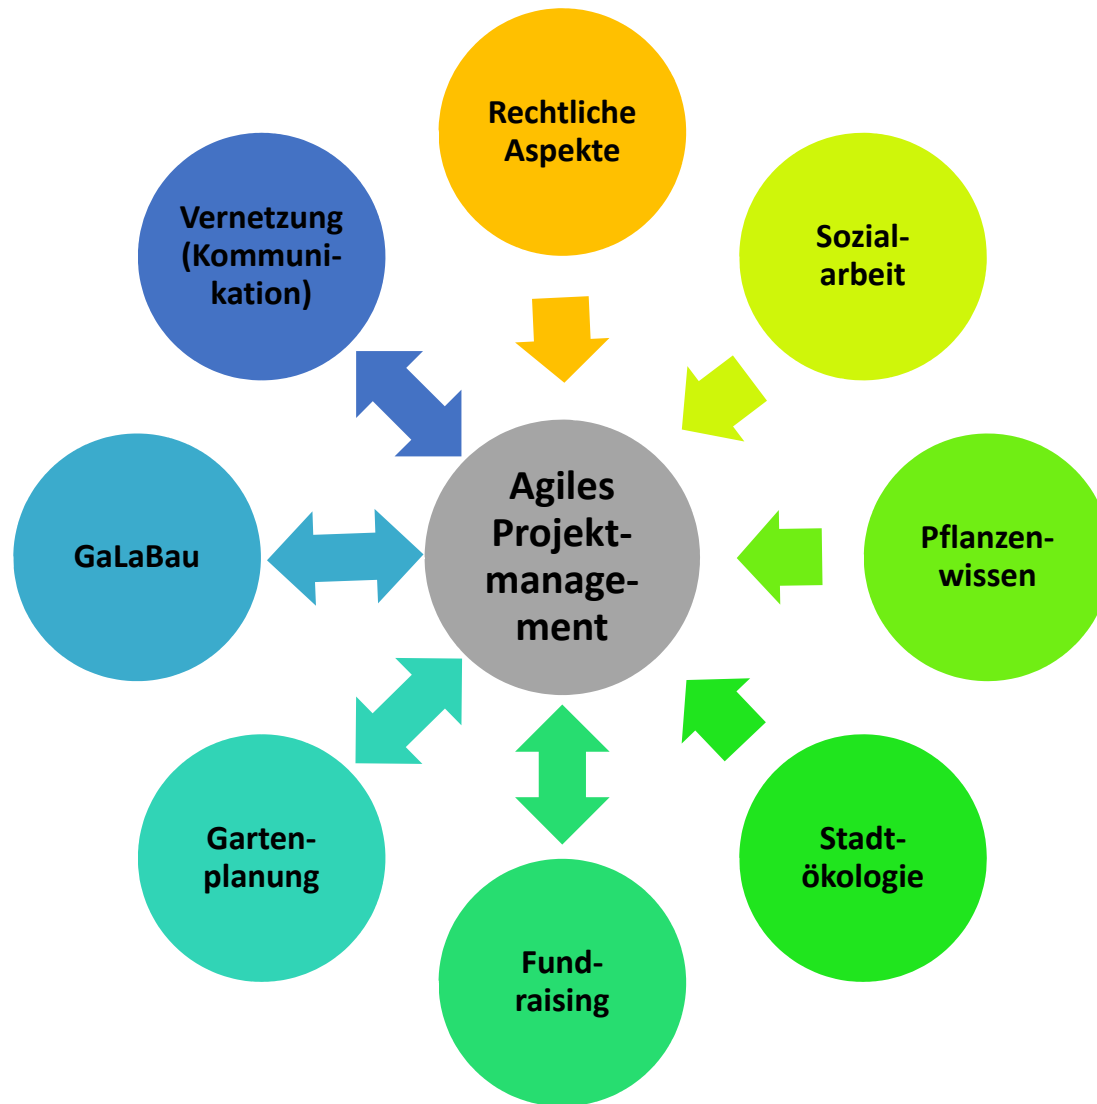 Rechtliche
Aspekte
Sozial-
arbeit
Pflanzen-
wissen
Stadt-
ökologie
Fund-
raising
Garten-
planung
GaLaBau
Vernetzung
(Kommuni-
kation)
Agiles
Projekt-
manage-
ment